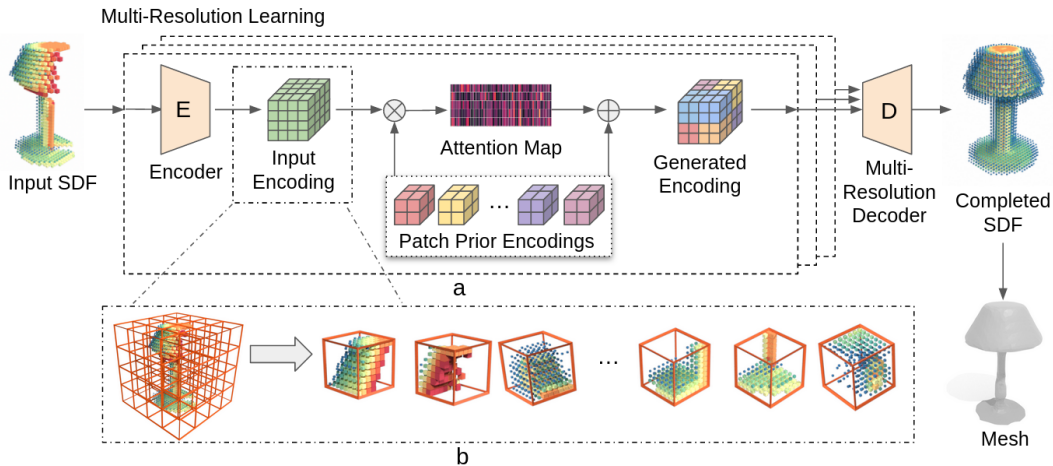 Multi-Resolution Learning
E
Encoder
Input SDF
Input
Encoding
Attention Map
Patch Prior Encodings
...
Generated
Encoding
D
Multi-
Resolution
Decoder
Completed
SDF
a
...
b
Mesh